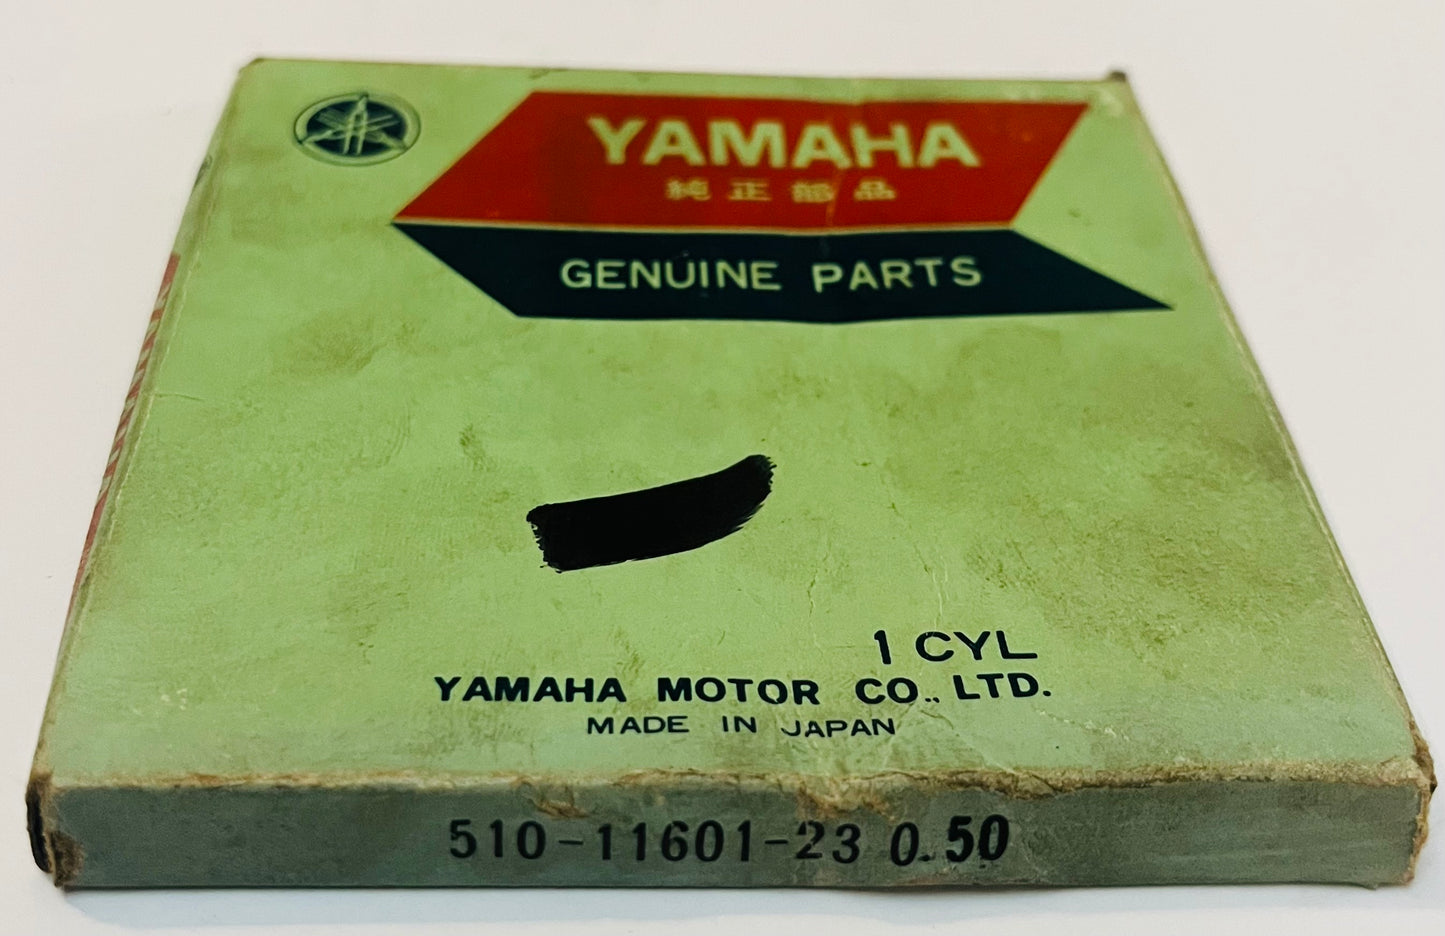 YAMAHA
純正部品
GENUINE PARTS
1 CYL
YAMAHA MOTOR CO., LTD.
MADE IN JAPAN
510-11601-23 0.50